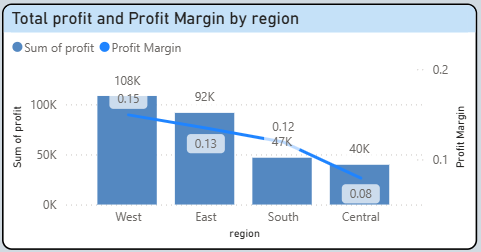 Total profit and Profit Margin by region
Sum of profit Profit Margin
108K
92K
47K
40K
0.15
0.13
0.12
0.08
100K
50K
0K
Sum of profit
0.2
0.1
Profit Margin
West East South Central
region